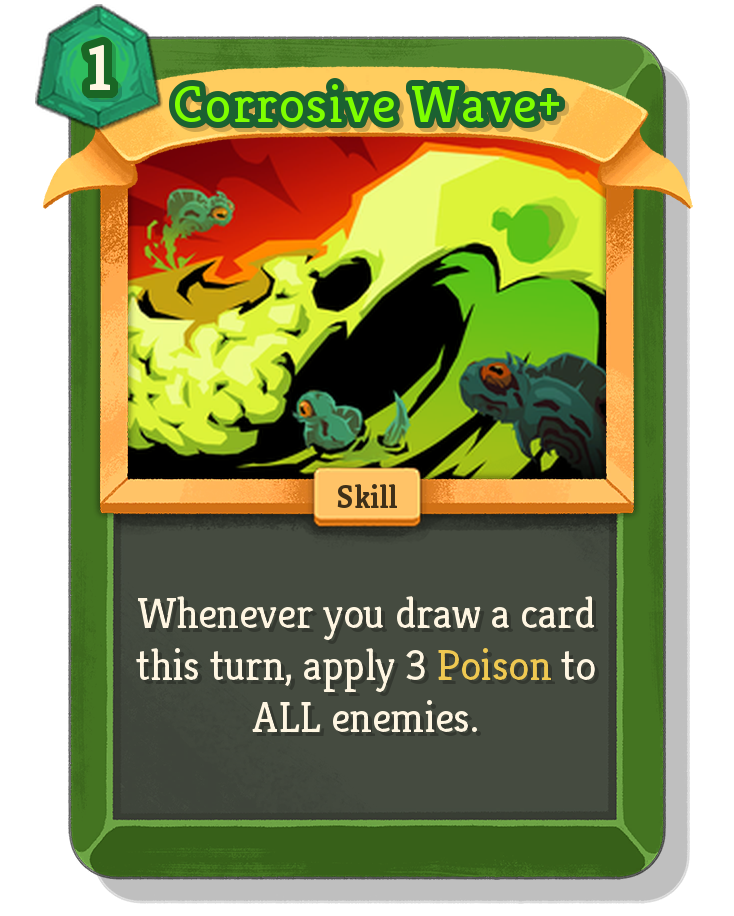 1
Corrosive Wave+
Skill
Whenever you draw a card
this turn, apply 3 Poison to
ALL enemies.